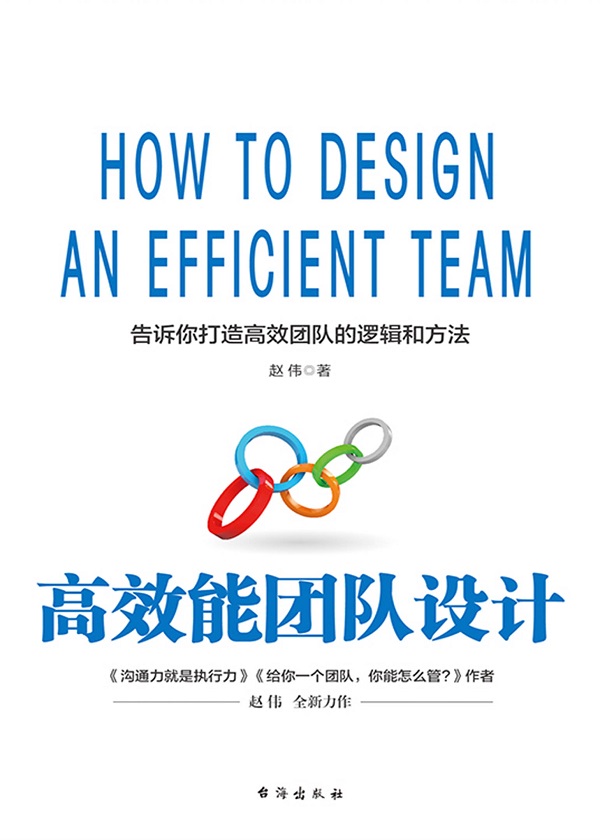 HOW TO DESIGN
AN EFFICIENT TEAM
告诉你打造高效团队的逻辑和方法
赵伟◎著
高效能团队设计
《沟通力就是执行力》《给你一个团队，你能怎么管？》作者
赵伟 全新力作
台海出版社